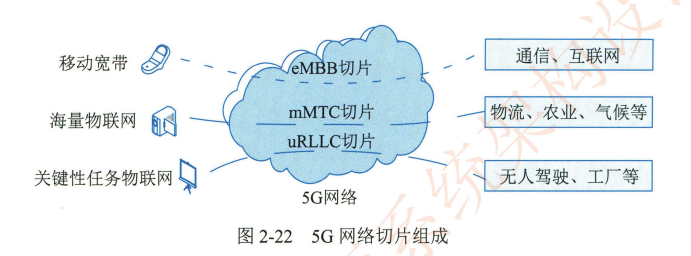 移动宽带
eMBB切片
通信、互联网
海量物联网
mMTC切片
物流、农业、气候等
uRLLC切片
关键性任务物联网
无人驾驶、工厂等
5G网络
图 2-22 5G 网络切片组成